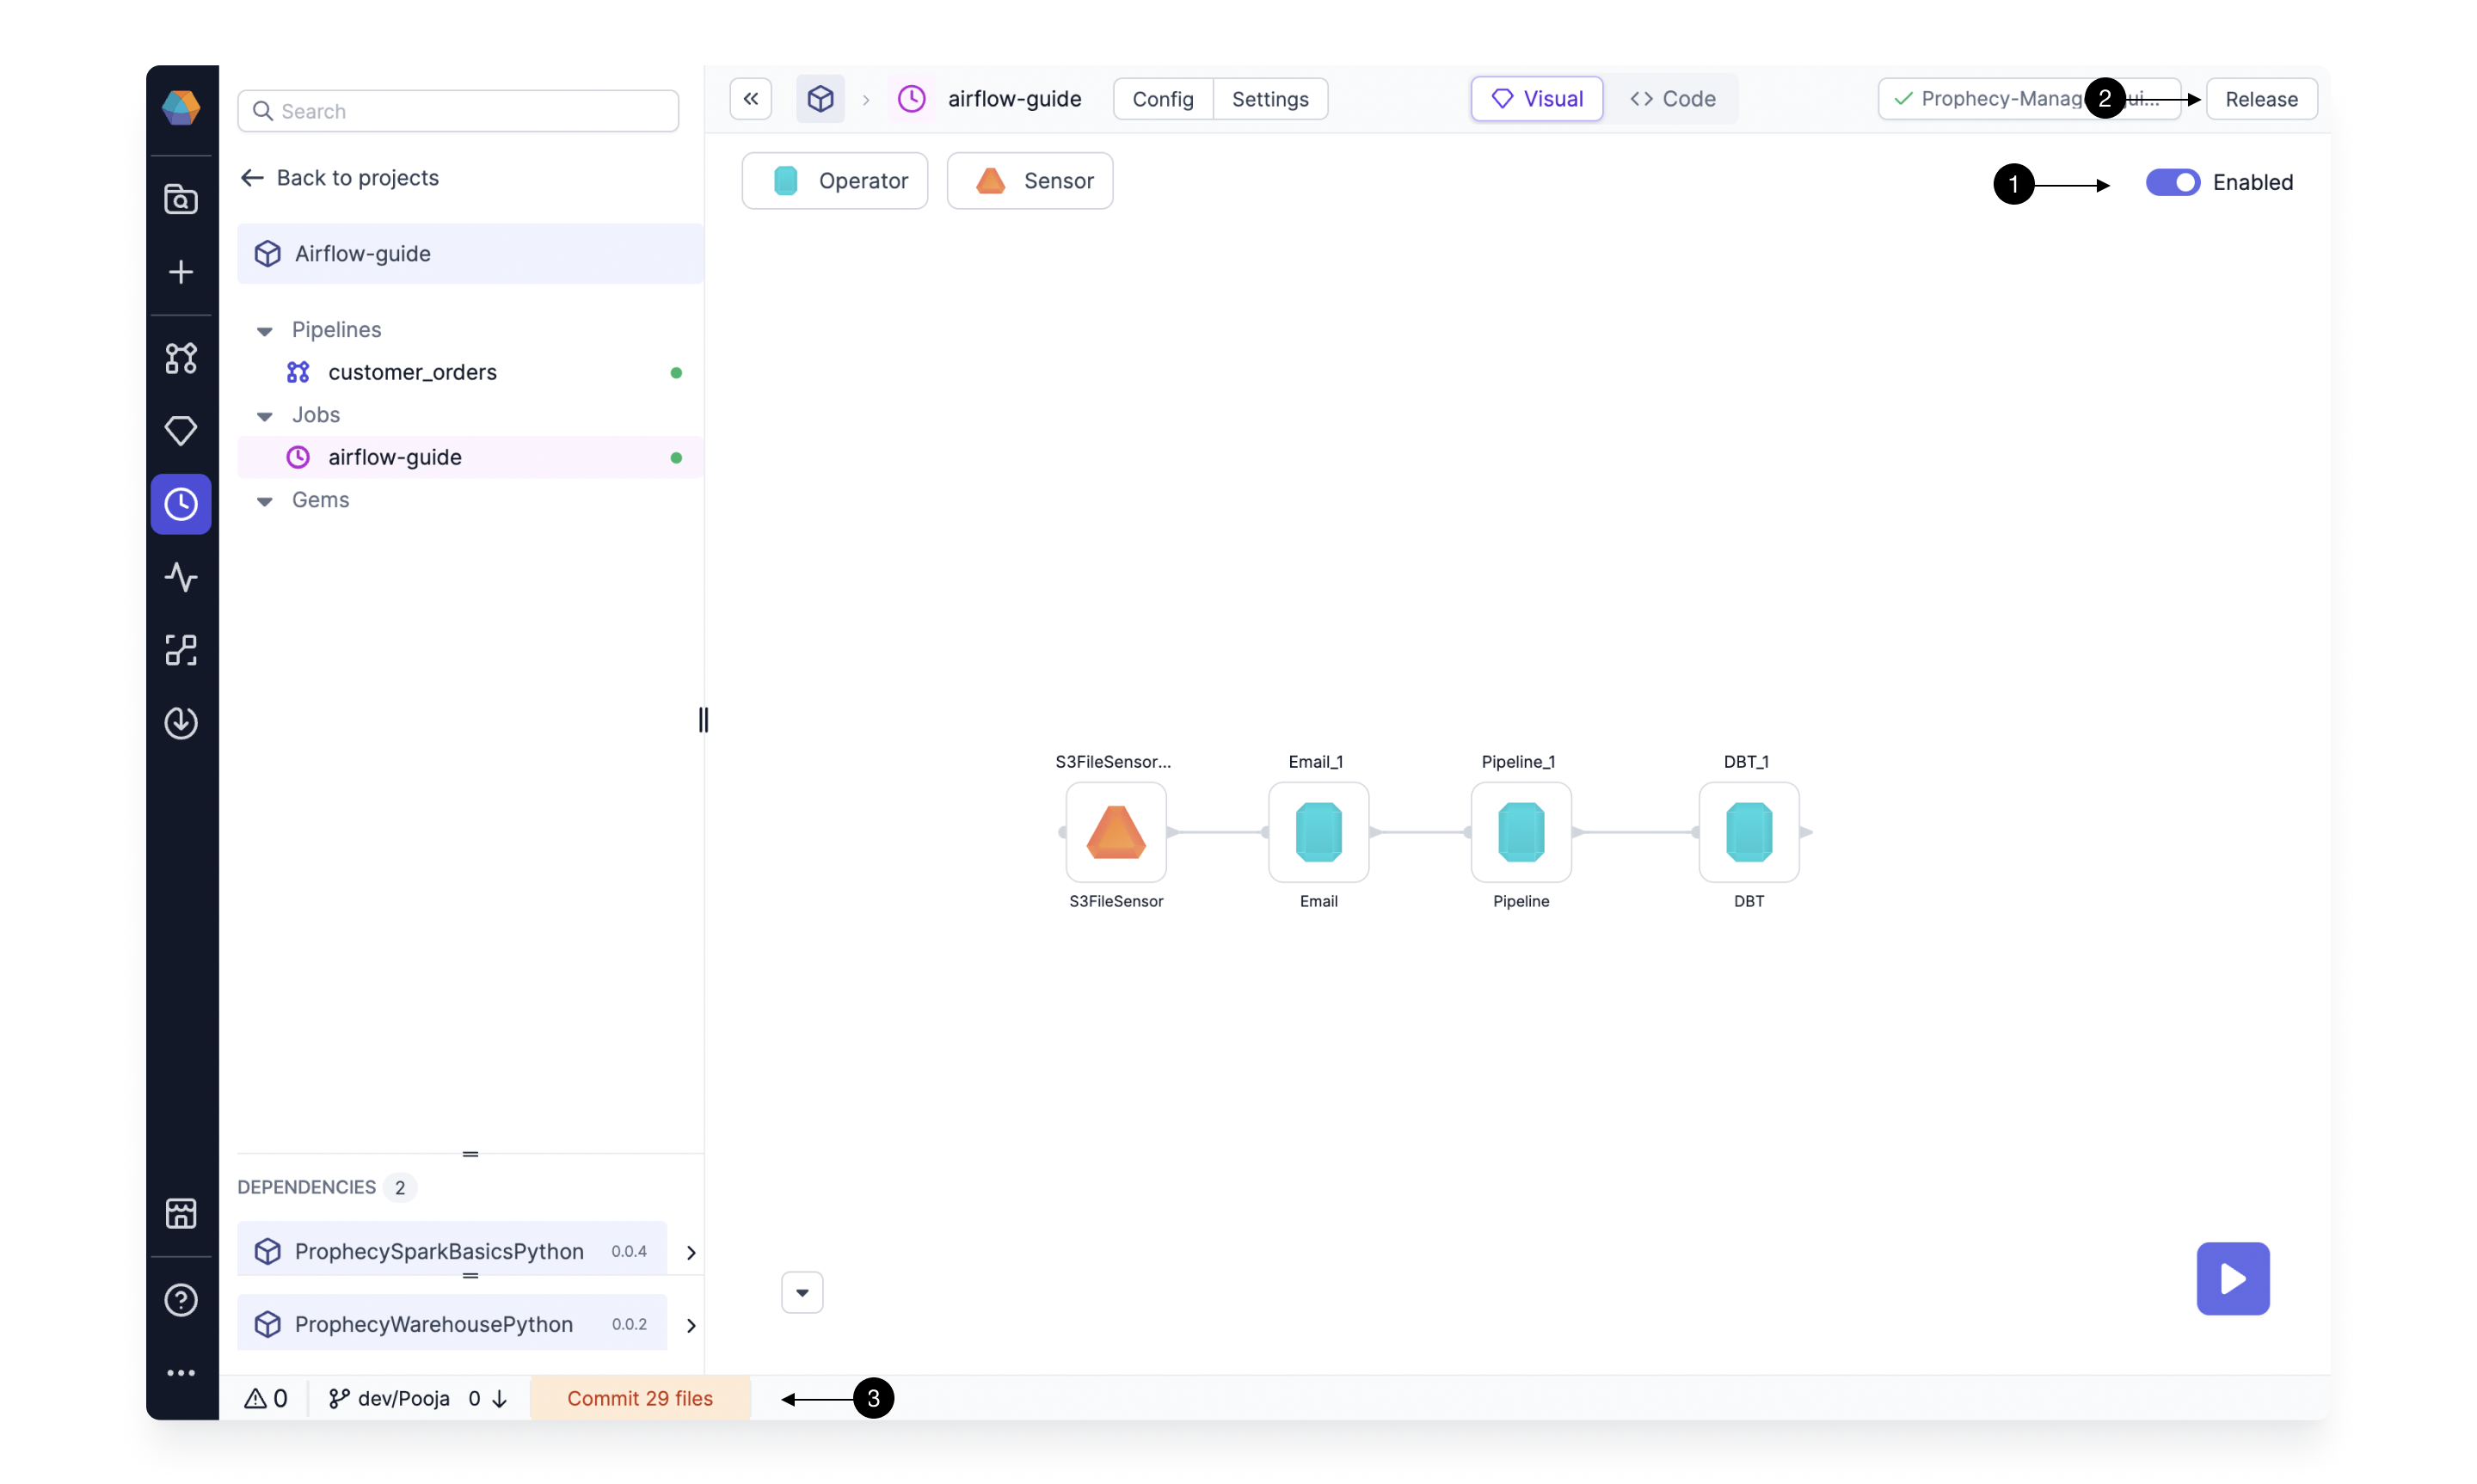 Search
Back to projects
Airflow-guide
Pipelines
customer_orders
Jobs
airflow-guide
Gems
DEPENDENCIES 2
ProphecySparkBasicsPython 0.0.4
ProphecyWarehousePython 0.0.2
0 dev/Pooja 0 Commit 29 files
3
airflow-guide Config Settings Visual Code Prophecy-Manag 2 ui... Release
Operator Sensor 1 Enabled
S3FileSensor... Email_1 Pipeline_1 DBT_1
S3FileSensor Email Pipeline DBT